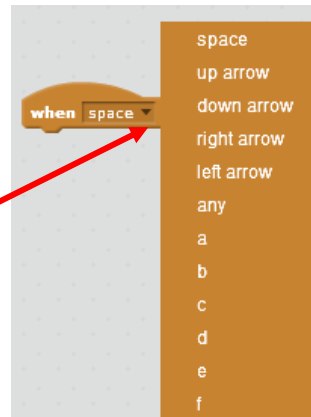 when space
space
up arrow
down arrow
right arrow
left arrow
any
a
b
c
d
e
f